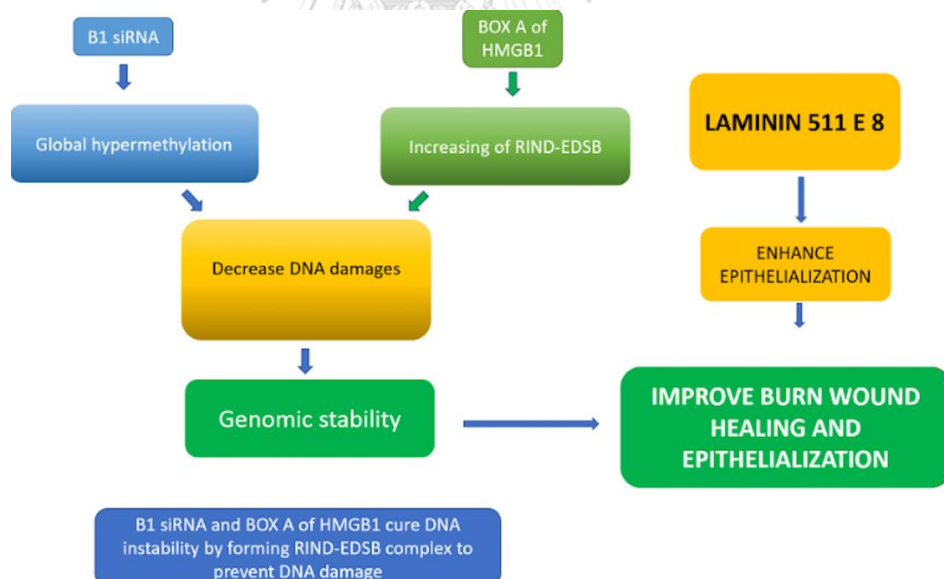 B1 siRNA
BOX A of
HMGB1
Global hypermethylation
Increasing of RIND-EDSB
LAMININ 511 E 8
Decrease DNA damages
ENHANCE
EPITHELIALIZATION
Genomic stability
IMPROVE BURN WOUND
HEALING AND
EPITHELIALIZATION
B1 siRNA and BOX A of HMGB1 cure DNA
instability by forming RIND-EDSB complex to
prevent DNA damage